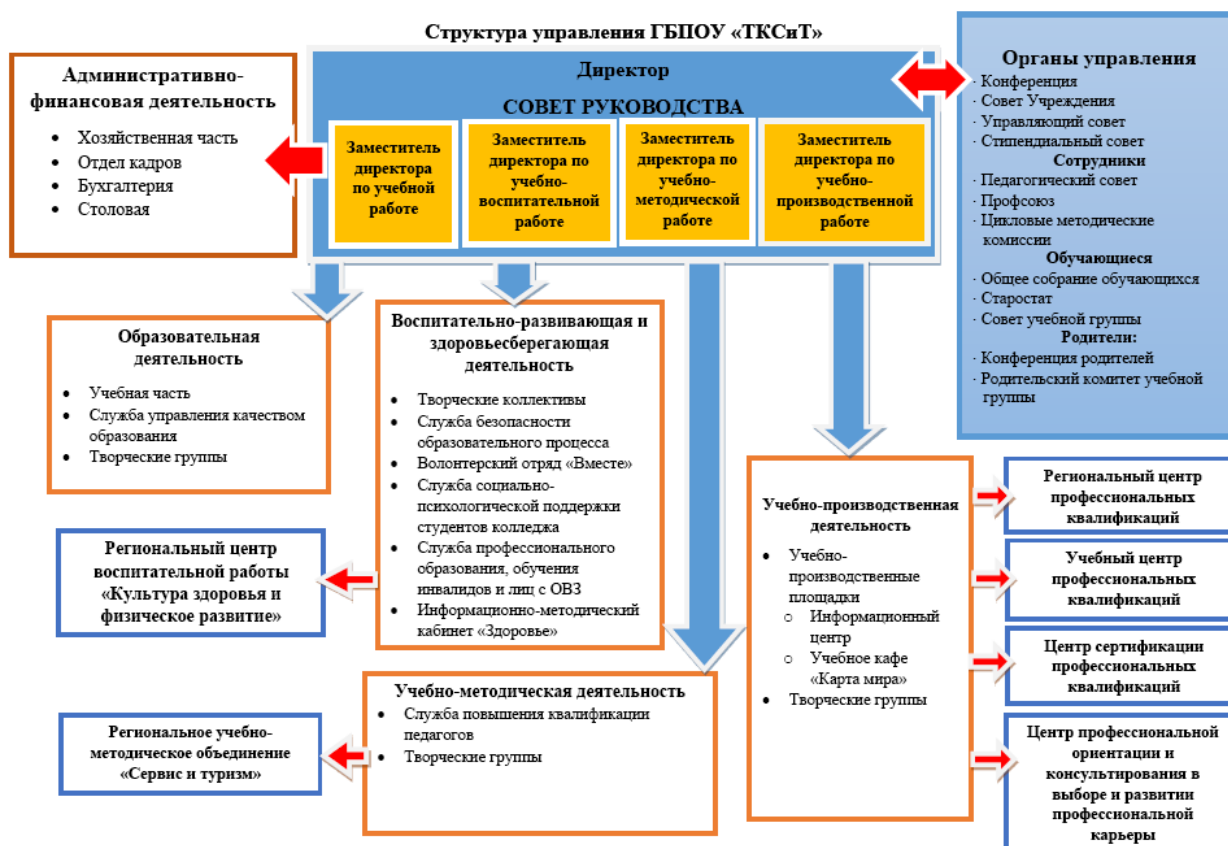 Структура управления ГБПОУ «ТКСиТ»
Административно-
финансовая деятельность
• Хозяйственная часть
• Отдел кадров
• Бухгалтерия
• Столовая
Директор
СОВЕТ РУКОВОДСТВА
Заместитель
директора
по учебной
работе
Заместитель
директора по
учебно-
воспитательной
работе
Заместитель
директора по
учебно-
методической
работе
Заместитель
директора по
учебно-
производственной
работе
Органы управления
· Конференция
· Совет Учреждения
· Управляющий совет
· Стипендиальный совет
Сотрудники
· Педагогический совет
· Профсоюз
· Цикловые методические
комиссии
Обучающиеся
· Общее собрание обучающихся
· Старостат
· Совет учебной группы
Родители:
· Конференция родителей
· Родительский комитет учебной
группы
Образовательная
деятельность
• Учебная часть
• Служба управления качеством
образования
• Творческие группы
Воспитательно-развивающая и
здоровьесберегающая
деятельность
• Творческие коллективы
• Служба безопасности
образовательного процесса
• Волонтерский отряд «Вместе»
• Служба социально-
психологической поддержки
студентов колледжа
• Служба профессионального
образования, обучения
инвалидов и лиц с ОВЗ
• Информационно-методический
кабинет «Здоровье»
Региональный центр
воспитательной работы
«Культура здоровья и
физическое развитие»
Учебно-методическая деятельность
• Служба повышения квалификации
педагогов
• Творческие группы
Региональное учебно-
методическое объединение
«Сервис и туризм»
Учебно-производственная
деятельность
• Учебно-
производственные
площадки
o Информационный
центр
o Учебное кафе
«Карта мира»
• Творческие группы
Региональный центр
профессиональных
квалификаций
Учебный центр
профессиональных
квалификаций
Центр сертификации
профессиональных
квалификаций
Центр профессиональной
ориентации и
консультирования в
выборе и развитии
профессиональной
карьеры